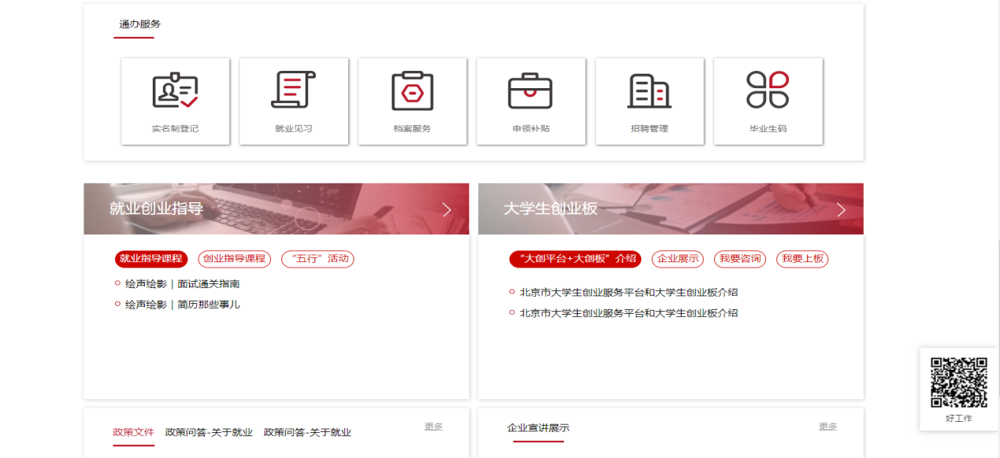 通办服务
实名制登记
就业见习
档案服务
申领补贴
招聘管理
毕业生码
就业创业指导
就业指导课程
创业指导课程
“五行”活动
绘声绘影｜面试通关指南
绘声绘影｜简历那些事儿
大学生创业板
“大创平台+大创板”介绍
企业展示
我要咨询
我要上板
北京市大学生创业服务平台和大学生创业板介绍
北京市大学生创业服务平台和大学生创业板介绍
好工作
政策文件 政策问答-关于就业 政策问答-关于就业 更多
企业宣讲展示 更多